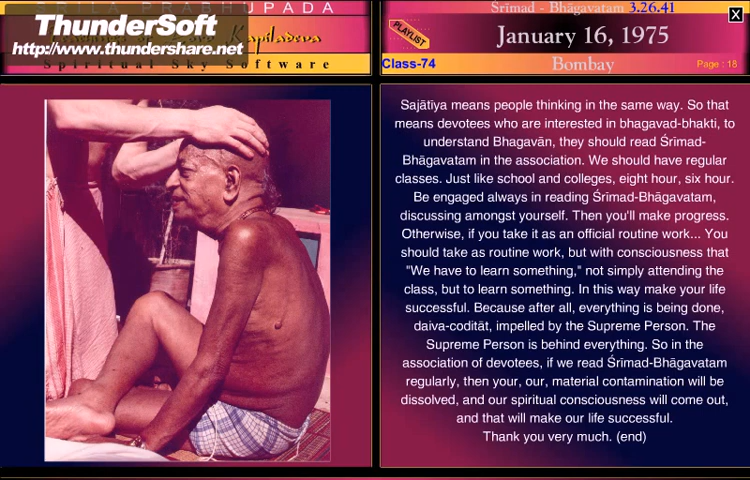 SRILA PRABHUPADA
ThunderSoft
http://www.thundershare.net
Kapiladeva
Spiritual Sky Software
Śrīmad - Bhāgavatam 3.26.41
X
PLAYLIST
January 16, 1975
Class-74
Bombay
Page : 18
Sajātiya means people thinking in the same way. So that
means devotees who are interested in bhagavad-bhakti, to
understand Bhagavān, they should read Śrīmad-
Bhāgavatam in the association. We should have regular
classes. Just like school and colleges, eight hour, six hour.
Be engaged always in reading Śrīmad-Bhāgavatam,
discussing amongst yourself. Then you'll make progress.
Otherwise, if you take it as an official routine work... You
should take as routine work, but with consciousness that
"We have to learn something," not simply attending the
class, but to learn something. In this way make your life
successful. Because after all, everything is being done,
daiva-coditāt, impelled by the Supreme Person. The
Supreme Person is behind everything. So in the
association of devotees, if we read Śrīmad-Bhāgavatam
regularly, then your, our, material contamination will be
dissolved, and our spiritual consciousness will come out,
and that will make our life successful.
Thank you very much. (end)